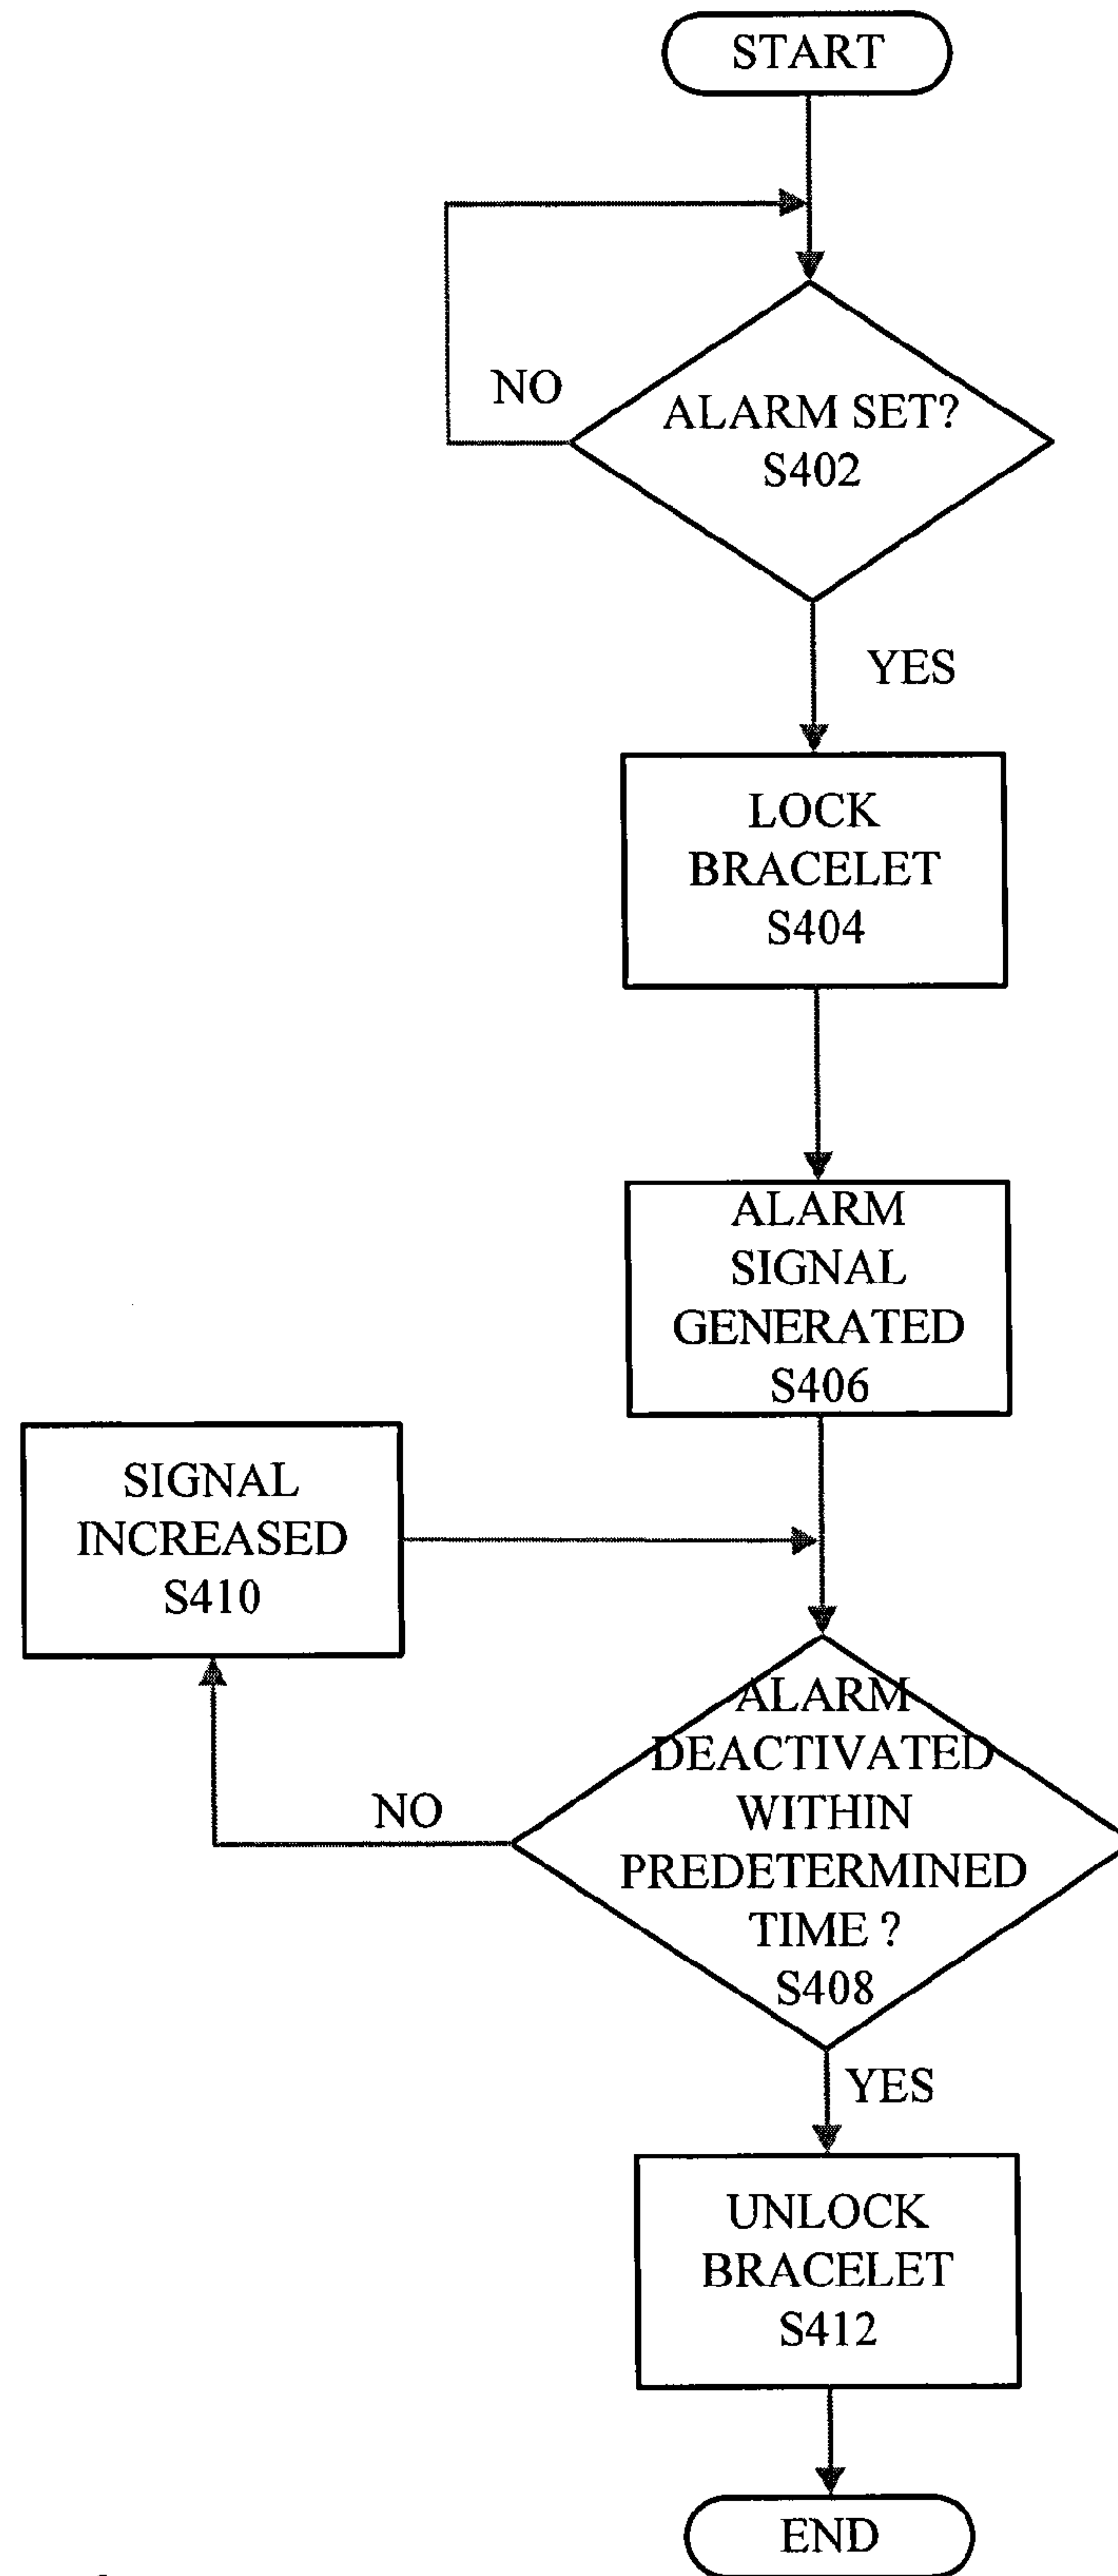 START
NO
ALARM SET?
S402
YES
LOCK
BRACELET
S404
ALARM
SIGNAL
GENERATED
S406
SIGNAL
INCREASED
S410
ALARM
DEACTIVATED
WITHIN
PREDETERMINED
TIME ?
S408
NO
YES
UNLOCK
BRACELET
S412
END